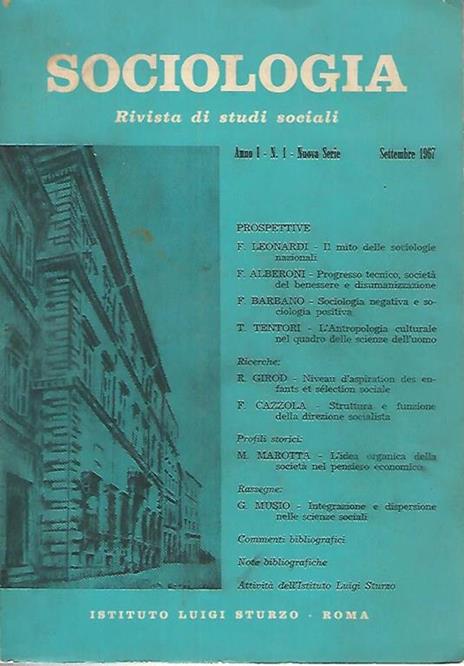 SOCIOLOGIA
Rivista di studi sociali
Anno I - N. 1 - Nuova Serie Settembre 1967
PROSPETTIVE
F. LEONARDI - Il mito delle sociologie
nazionali
F. ALBERONI - Progresso tecnico, società
del benessere e disumanizzazione
F. BARBANO - Sociologia negativa e so-
ciologia positiva
T. TENTORI - L'Antropologia culturale
nel quadro delle scienze dell'uomo
Ricerche:
R. GIROD - Niveau d'aspiration des en-
fants et sélection sociale
F. CAZZOLA - Struttura e funzione
della direzione socialista
Profili storici:
M. MAROTTA - L'idea organica della
società nel pensiero economico
Rassegne:
G. MUSIO - Integrazione e dispersione
nelle scienze sociali
Commenti bibliografici
Note bibliografiche
Attività dell'Istituto Luigi Sturzo
ISTITUTO LUIGI STURZO - ROMA